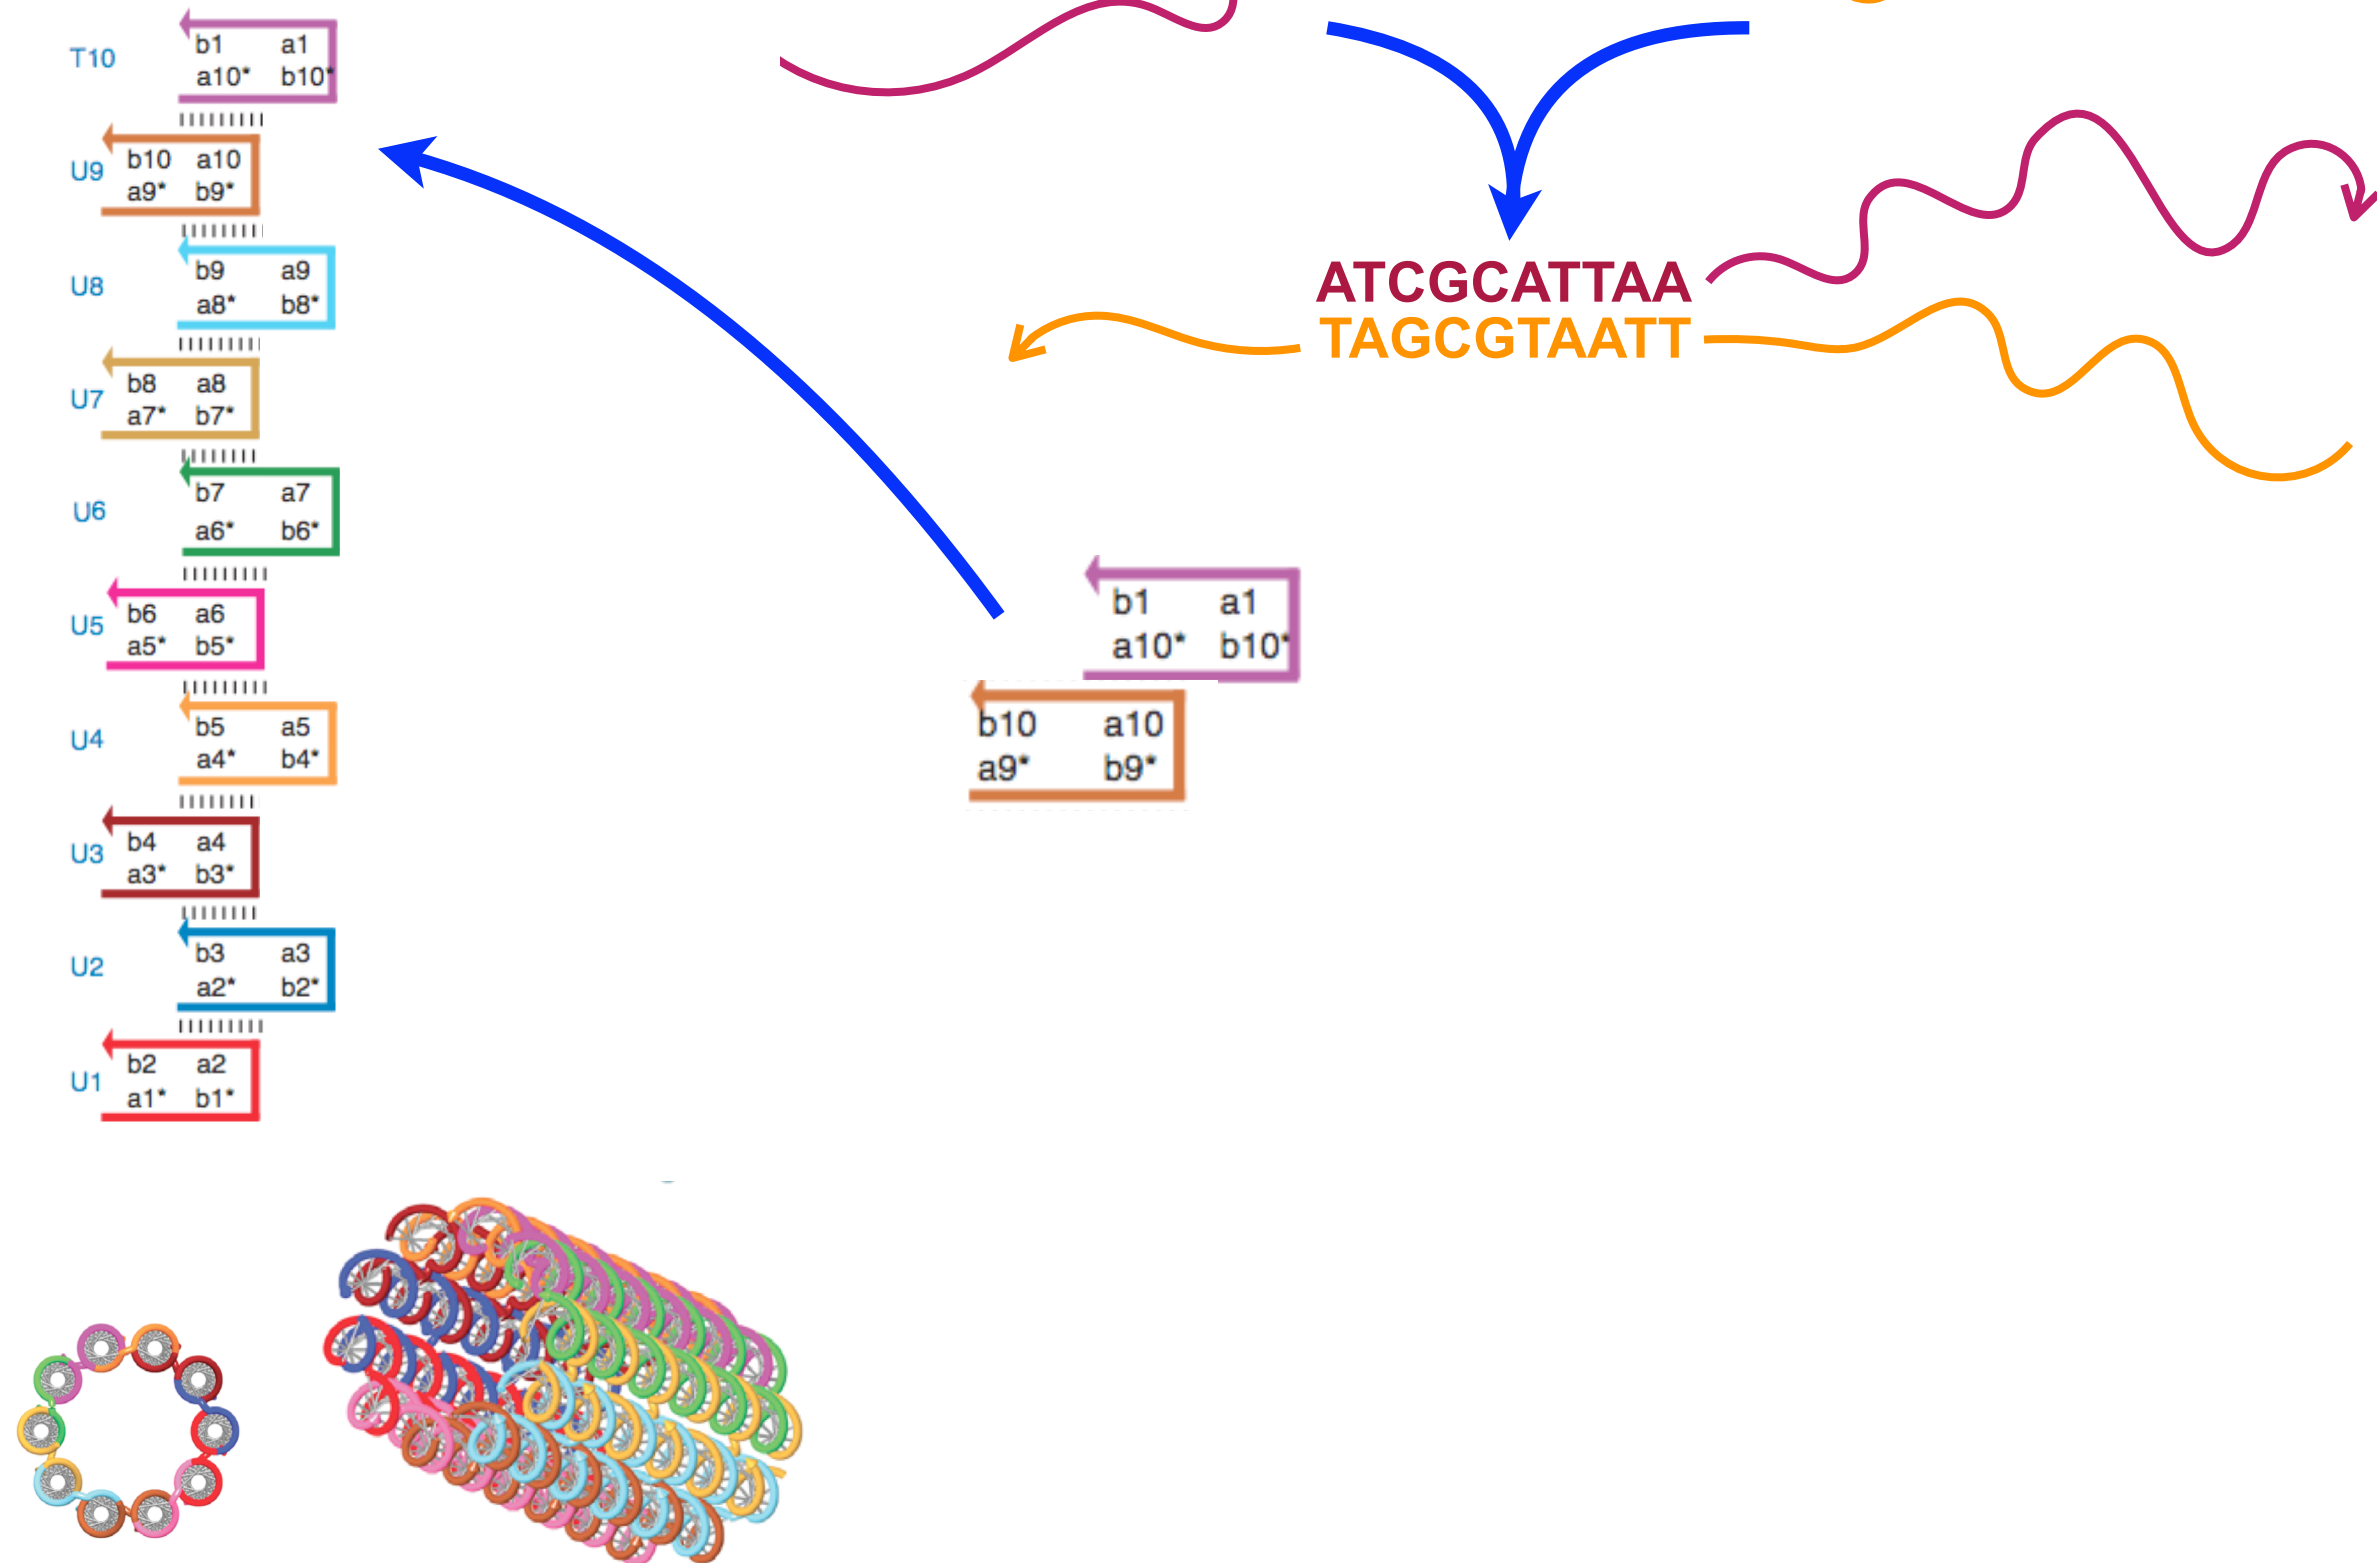 T10
b1 a1
a10* b10*
U9
b10 a10
a9* b9*
U8
b9 a9
a8* b8*
U7
b8 a8
a7* b7*
U6
b7 a7
a6* b6*
U5
b6 a6
a5* b5*
U4
b5 a5
a4* b4*
U3
b4 a4
a3* b3*
U2
b3 a3
a2* b2*
U1
b2 a2
a1* b1*
ATCGCATTAA
TAGCGTAATT
b1 a1
a10* b10*
b10 a10
a9* b9*